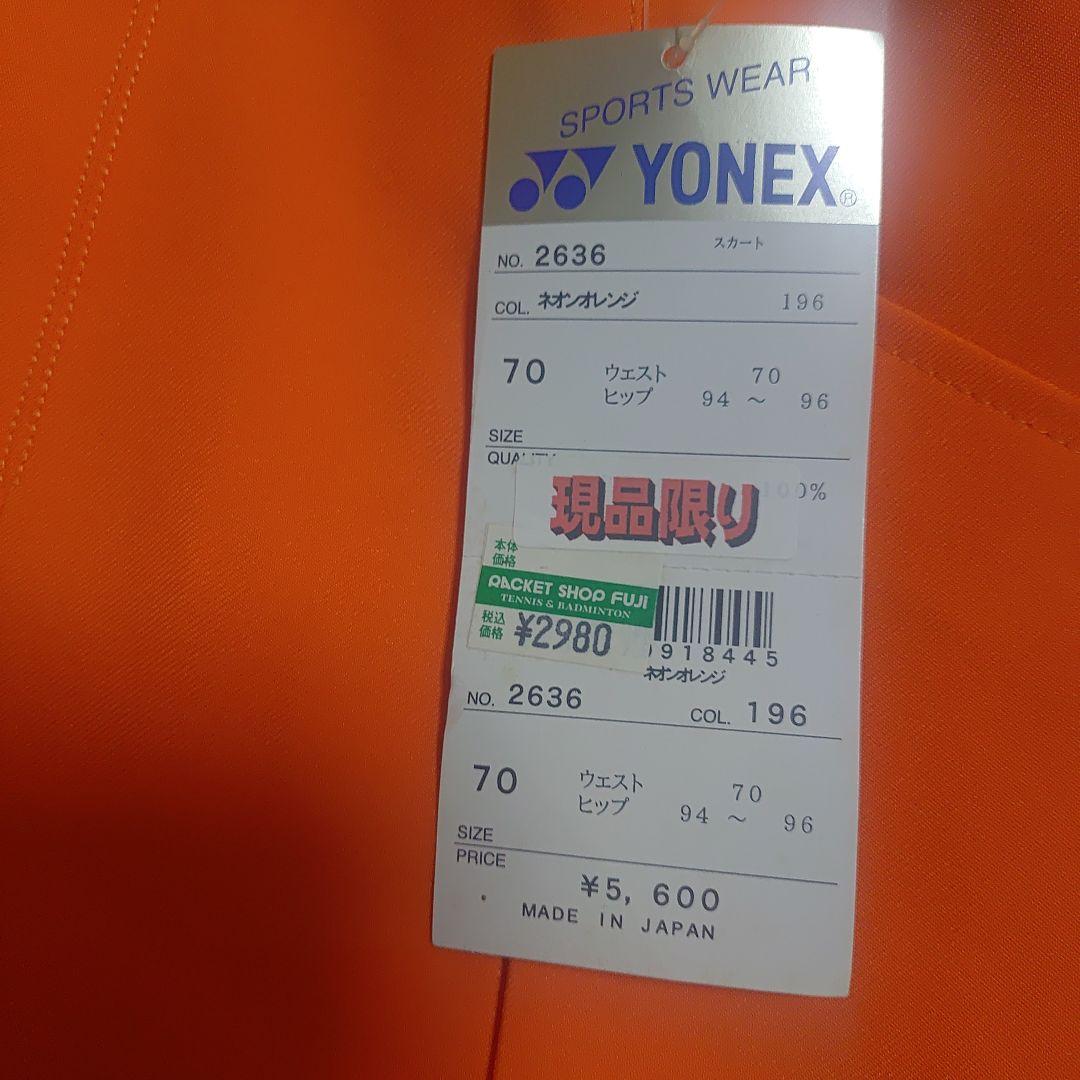 SPORTS WEAR
YONEX®
NO. 2636 スカート
COL. ネオンオレンジ 196
70 ウェスト 70
ヒップ 94 ～ 96
SIZE
QUALITY
100%
現品限り
本体
価格
RACKET SHOP FUJI
TENNIS & BADMINTON
税込
価格 ¥2980
918445
ネオンオレンジ
NO. 2636 COL. 196
70 ウェスト 70
ヒップ 94 ～ 96
SIZE
PRICE
¥5, 600
MADE IN JAPAN